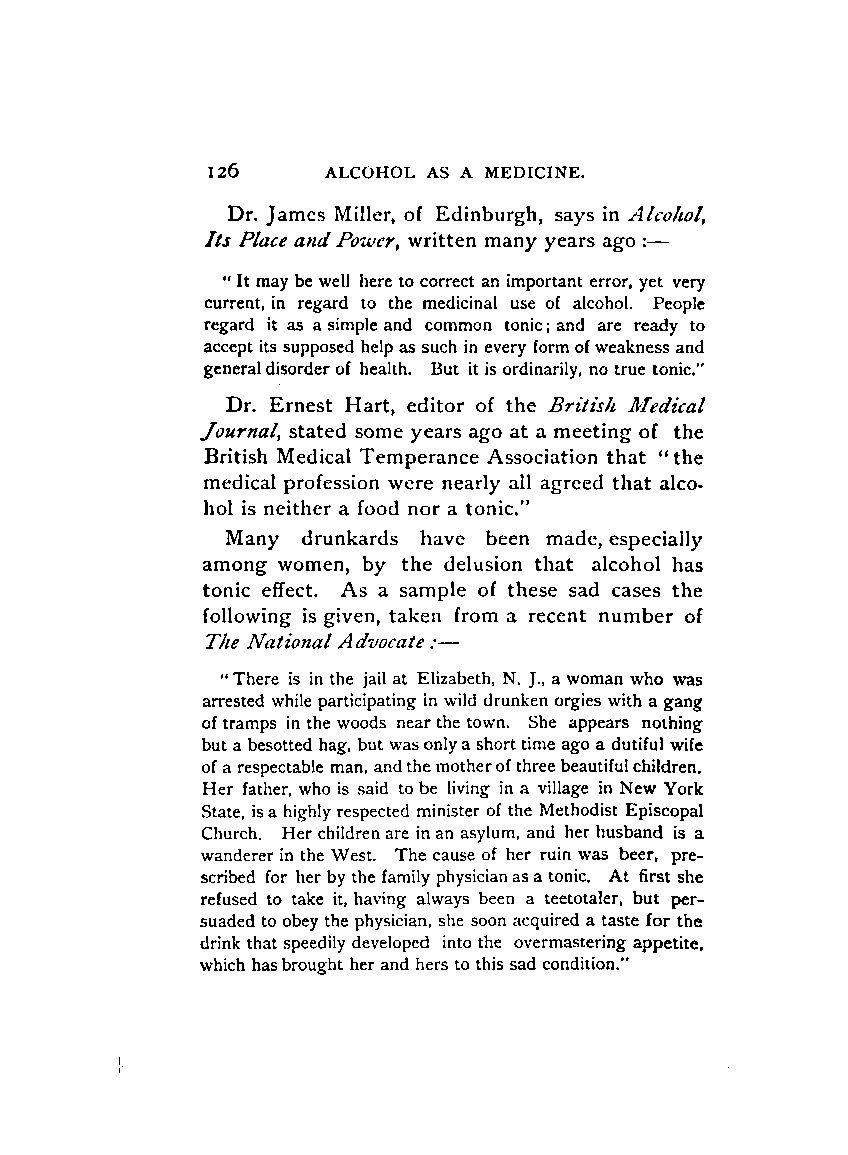 126 ALCOHOL AS A MEDICINE.
Dr. James Miller, of Edinburgh, says in Alcohol,
Its Place and Power, written many years ago :—
" It may be well here to correct an important error, yet very
current, in regard to the medicinal use of alcohol. People
regard it as a simple and common tonic; and are ready to
accept its supposed help as such in every form of weakness and
general disorder of health. But it is ordinarily, no true tonic."
Dr. Ernest Hart, editor of the British Medical
Journal, stated some years ago at a meeting of the
British Medical Temperance Association that "the
medical profession were nearly all agreed that alco-
hol is neither a food nor a tonic."
Many drunkards have been made, especially
among women, by the delusion that alcohol has
tonic effect. As a sample of these sad cases the
following is given, taken from a recent number of
The National Advocate :—
"There is in the jail at Elizabeth, N. J., a woman who was
arrested while participating in wild drunken orgies with a gang
of tramps in the woods near the town. She appears nothing
but a besotted hag, but was only a short time ago a dutiful wife
of a respectable man, and the mother of three beautiful children.
Her father, who is said to be living in a village in New York
State, is a highly respected minister of the Methodist Episcopal
Church. Her children are in an asylum, and her husband is a
wanderer in the West. The cause of her ruin was beer, pre-
scribed for her by the family physician as a tonic. At first she
refused to take it, having always been a teetotaler, but per-
suaded to obey the physician, she soon acquired a taste for the
drink that speedily developed into the overmastering appetite,
which has brought her and hers to this sad condition."